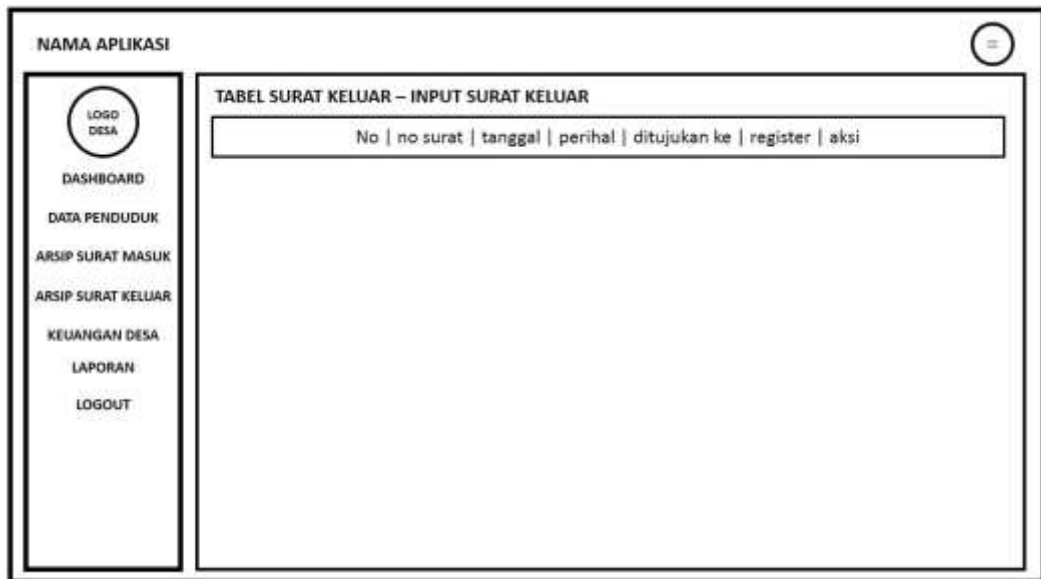 NAMA APLIKASI
=
LOGO
DESA
DASHBOARD
DATA PENDUDUK
ARSIP SURAT MASUK
ARSIP SURAT KELUAR
KEUANGAN DESA
LAPORAN
LOGOUT
TABEL SURAT KELUAR – INPUT SURAT KELUAR
No | no surat | tanggal | perihal | ditujukan ke | register | aksi